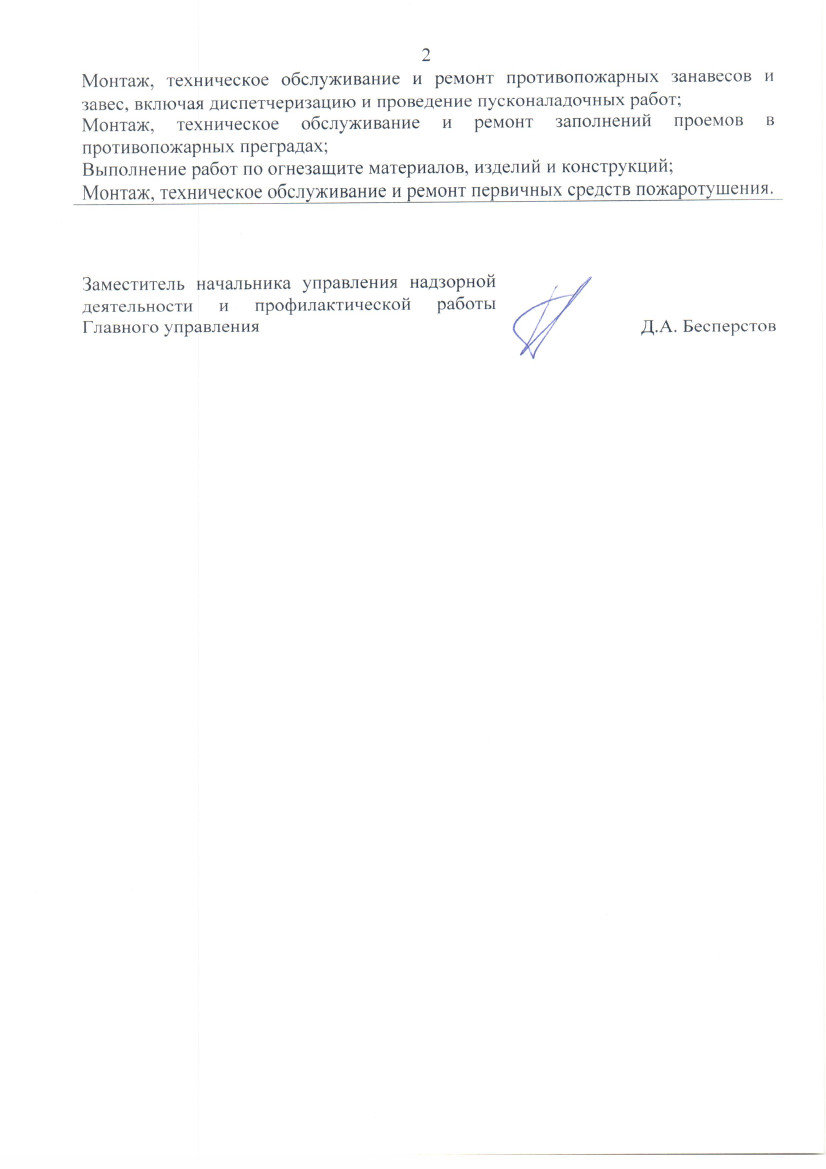 2
Монтаж, техническое обслуживание и ремонт противопожарных занавесов и
завес, включая диспетчеризацию и проведение пусконаладочных работ;
Монтаж, техническое обслуживание и ремонт заполнений проемов в
противопожарных преградах;
Выполнение работ по огнезащите материалов, изделий и конструкций;
Монтаж, техническое обслуживание и ремонт первичных средств пожаротушения.
Заместитель начальника управления надзорной
деятельности и профилактической работы
Главного управления
Д.А. Бесперстов